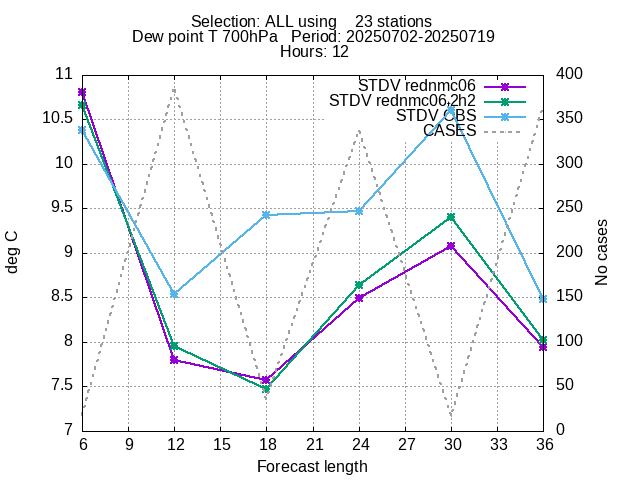 Selection: ALL using    23 stations
Dew point T 700hPa   Period: 20250702-20250719
Hours: 12
STDV rednmc06
STDV rednmc06.2h2
STDV OBS
CASES
deg C
No cases
11
10.5
10
9.5
9
8.5
8
7.5
7
400
350
300
250
200
150
100
50
0
6 9 12 15 18 21 24 27 30 33 36
Forecast length